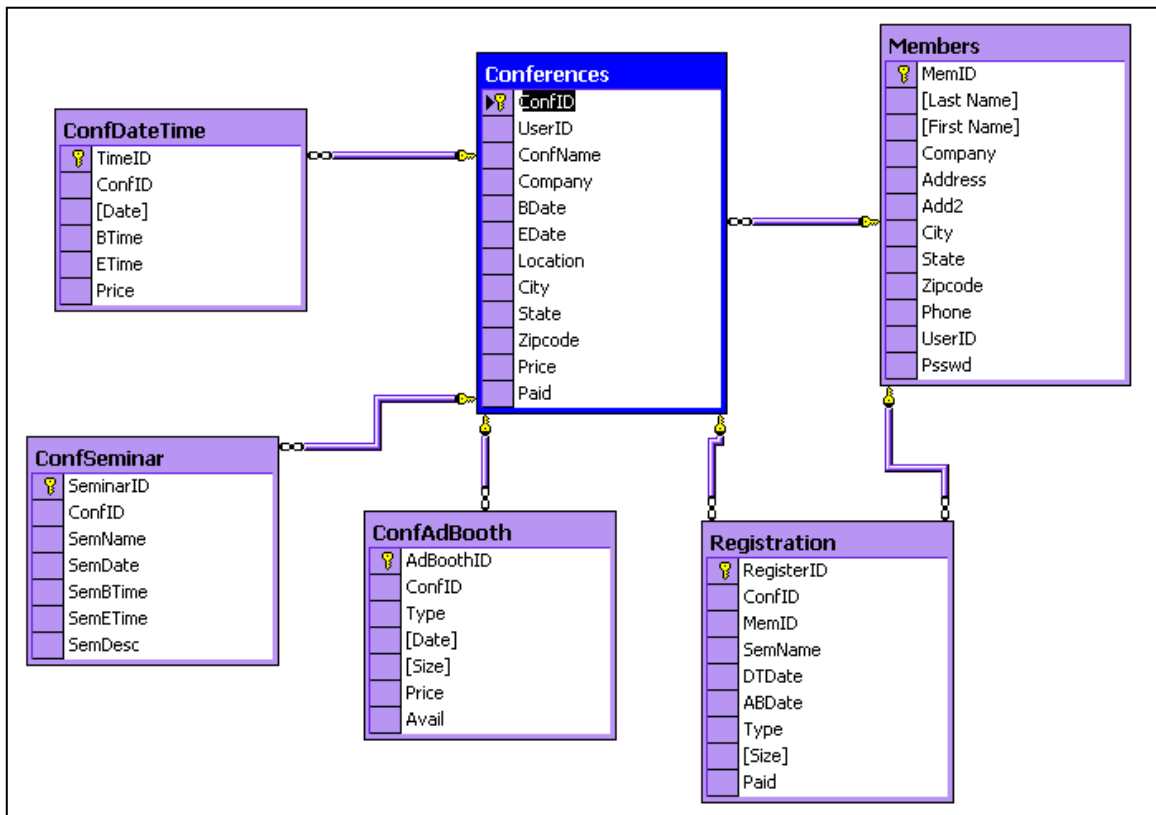 Conferences
ConfID
UserID
ConfName
Company
BDate
EDate
Location
City
State
Zipcode
Price
Paid
Members
MemID
[Last Name]
[First Name]
Company
Address
Add2
City
State
Zipcode
Phone
UserID
Psswd
ConfDateTime
TimeID
ConfID
[Date]
BTime
ETime
Price
ConfSeminar
SeminarID
ConfID
SemName
SemDate
SemBTime
SemETime
SemDesc
ConfAdBooth
AdBoothID
ConfID
Type
[Date]
[Size]
Price
Avail
Registration
RegisterID
ConfID
MemID
SemName
DTDate
ABDate
Type
[Size]
Paid